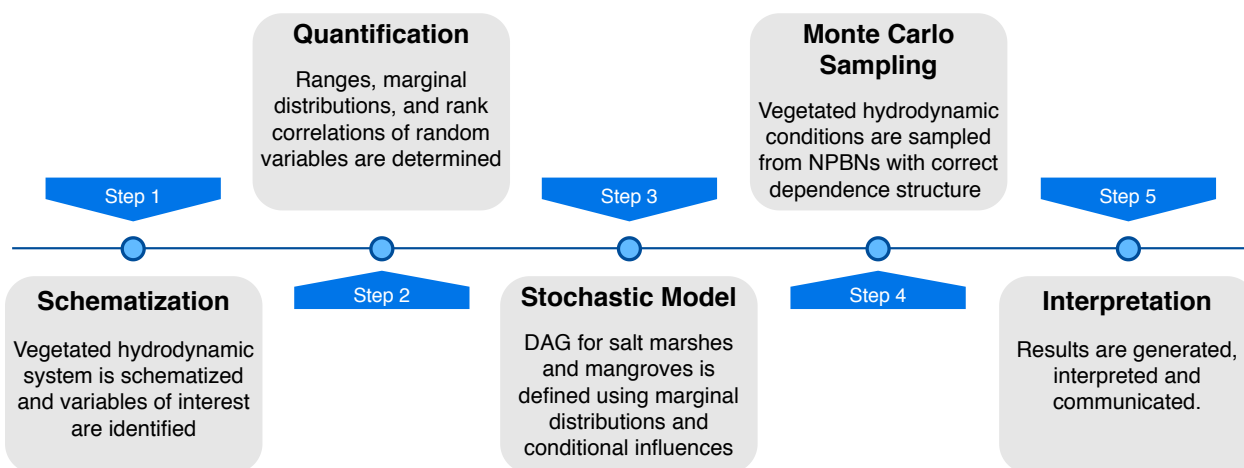 Quantification
Ranges, marginal
distributions, and rank
correlations of random
variables are determined
Monte Carlo
Sampling
Vegetated hydrodynamic
conditions are sampled
from NPBNs with correct
dependence structure
Step 1
Step 3
Step 5
Step 2
Step 4
Schematization
Vegetated hydrodynamic
system is schematized
and variables of interest
are identified
Stochastic Model
DAG for salt marshes
and mangroves is
defined using marginal
distributions and
conditional influences
Interpretation
Results are generated,
interpreted and
communicated.